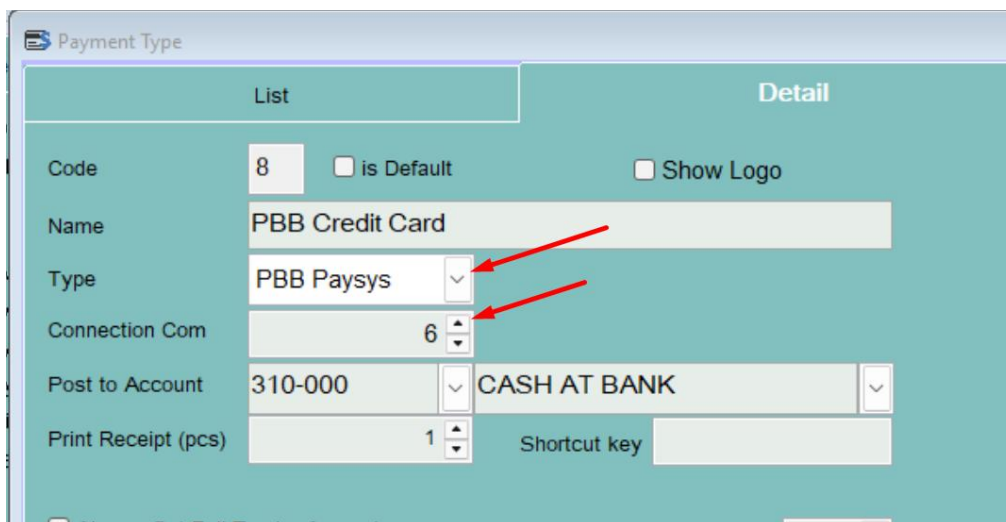 Payment Type
List Detail
Code 8 is Default Show Logo
Name PBB Credit Card
Type PBB Paysys
Connection Com 6
Post to Account 310-000 CASH AT BANK
Print Receipt (pcs) 1 Shortcut key